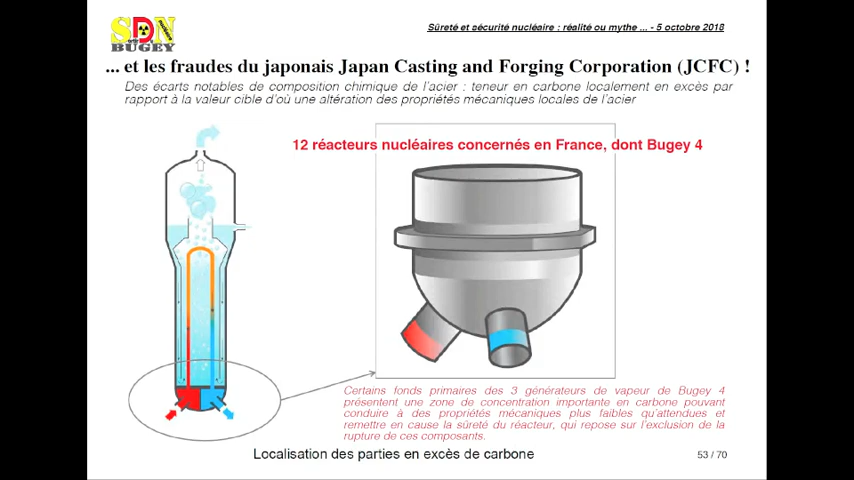 SDN
BUGEY
Sûreté et sécurité nucléaire : réalité ou mythe ... - 5 octobre 2018
... et les fraudes du japonais Japan Casting and Forging Corporation (JCFC) !
Des écarts notables de composition chimique de l'acier : teneur en carbone localement en excès par
rapport à la valeur cible d'où une altération des propriétés mécaniques locales de l'acier
12 réacteurs nucléaires concernés en France, dont Bugey 4
Certains fonds primaires des 3 générateurs de vapeur de Bugey 4
présentent une zone de concentration importante en carbone pouvant
conduire à des propriétés mécaniques plus faibles qu'attendues et
remettre en cause la sûreté du réacteur, qui repose sur l'exclusion de la
rupture de ces composants.
Localisation des parties en excès de carbone
53 / 70